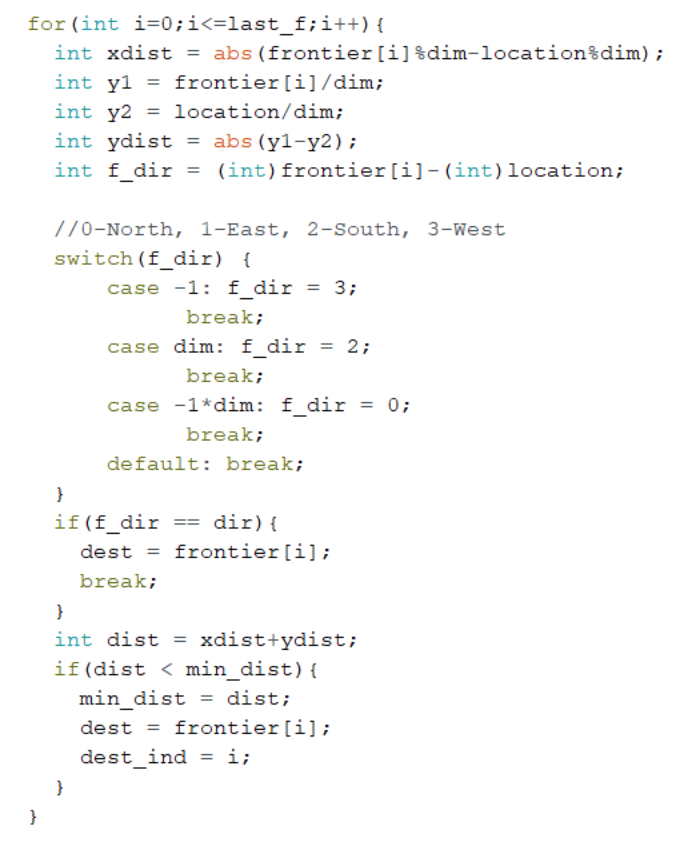 for(int i=0;i<=last_f;i++){
  int xdist = abs(frontier[i]%dim-location%dim);
  int y1 = frontier[i]/dim;
  int y2 = location/dim;
  int ydist = abs(y1-y2);
  int f_dir = (int)frontier[i]-(int)location;

  //0-North, 1-East, 2-South, 3-West
  switch(f_dir) {
      case -1: f_dir = 3;
            break;
      case dim: f_dir = 2;
            break;
      case -1*dim: f_dir = 0;
            break;
      default: break;
  }
  if(f_dir == dir){
    dest = frontier[i];
    break;
  }
  int dist = xdist+ydist;
  if(dist < min_dist){
    min_dist = dist;
    dest = frontier[i];
    dest_ind = i;
  }
}